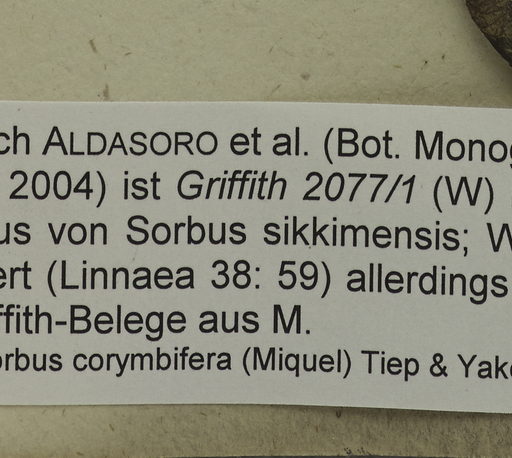 ch ALDASORO et al. (Bot. Monog
2004) ist Griffith 2077/1 (W)
us von Sorbus sikkimensis; W
ert (Linnaea 38: 59) allerdings
ffith-Belege aus M.
orbus corymbifera (Miquel) Tiep & Yak